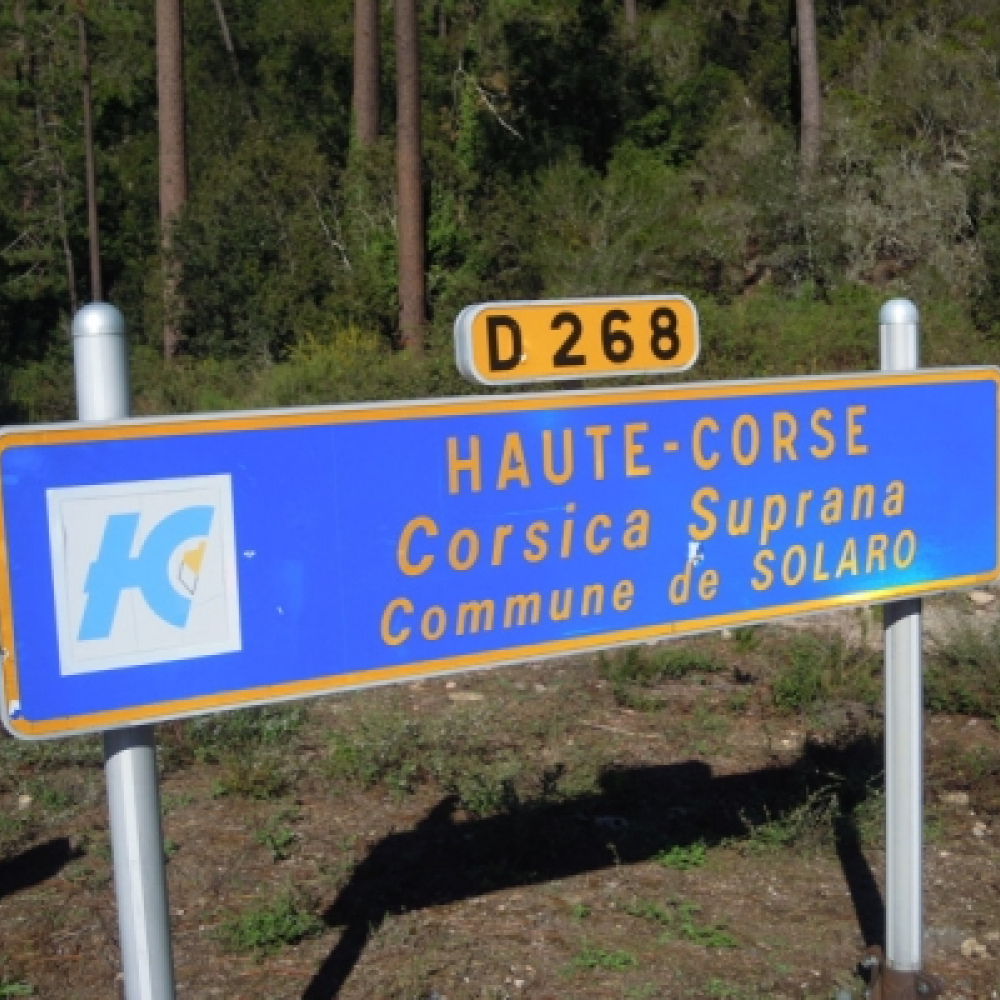 D 268
HAUTE-CORSE
Corsica Suprana
Commune de SOLARO